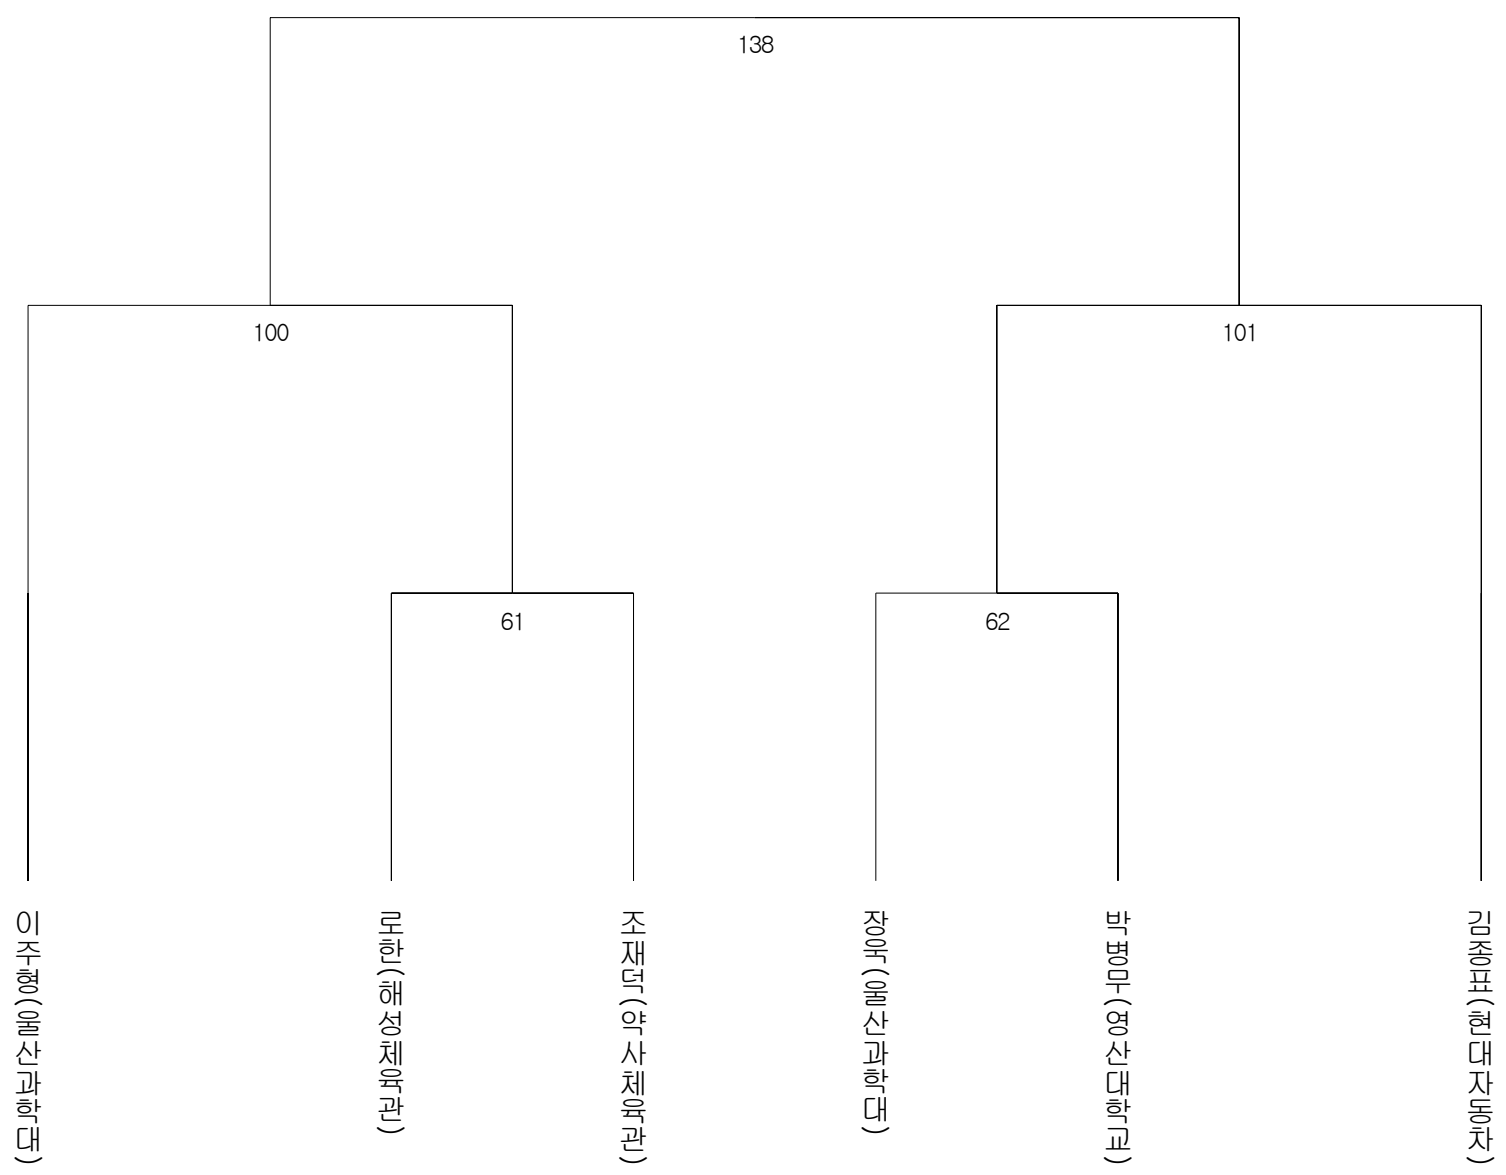 138
100
101
61
62
이주형(울산과학대)
로한(해성체육관)
조재덕(약사체육관)
장욱(울산과학대)
박병무(영산대학교)
김종표(현대자동차)